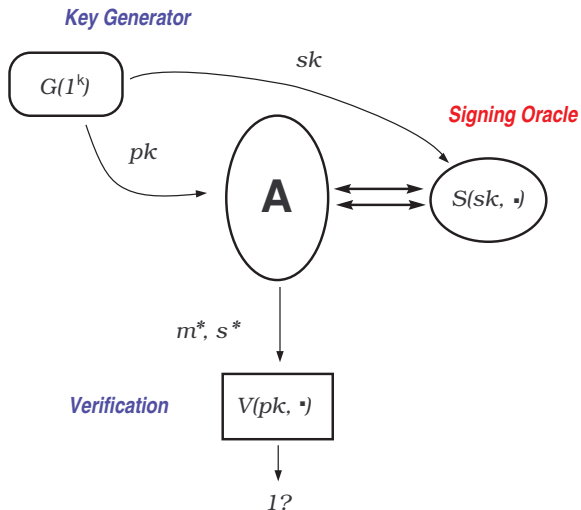 Key Generator
sk
G(1^k)
Signing Oracle
pk
A
S(sk, ▪)
m*, s*
Verification
V(pk, ▪)
1?